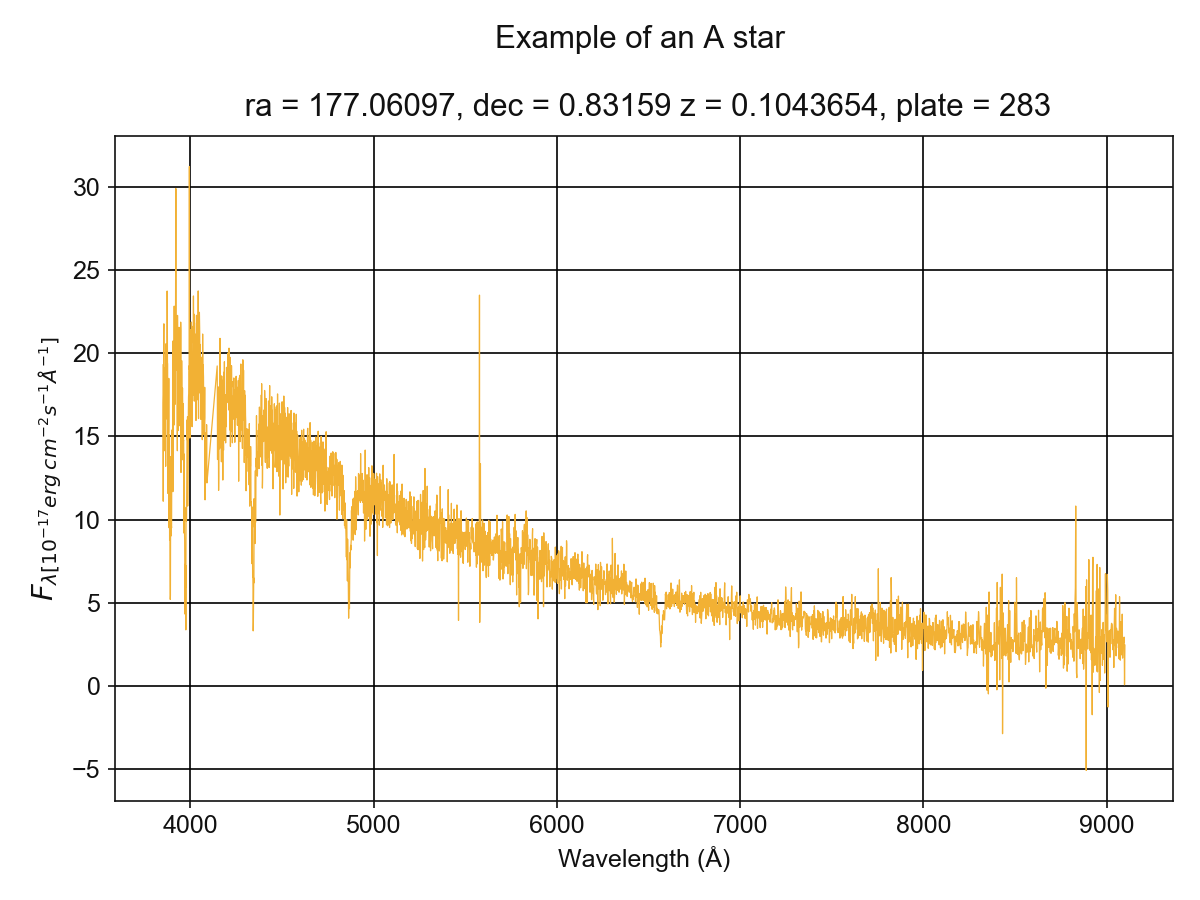 Example of an A star
ra = 177.06097, dec = 0.83159 z = 0.1043654, plate = 283
30
25
20
15
10
5
0
−5
F_{λ[10^{−17} erg cm^{−2} s^{−1} Å^{−1}]}
4000 5000 6000 7000 8000 9000
Wavelength (Å)